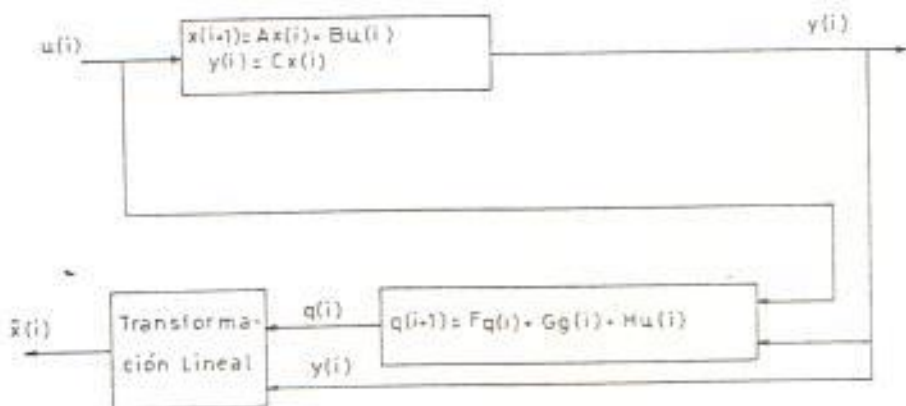 u(i)
x(i+1)= Ax(i)+ Bu(i)
y(i)= Cx(i)
y(i)
x̄(i)
Transforma-
ción Lineal
q(i)
y(i)
q(i+1)= Fq(i)+ Gg(i)+ Hu(i)